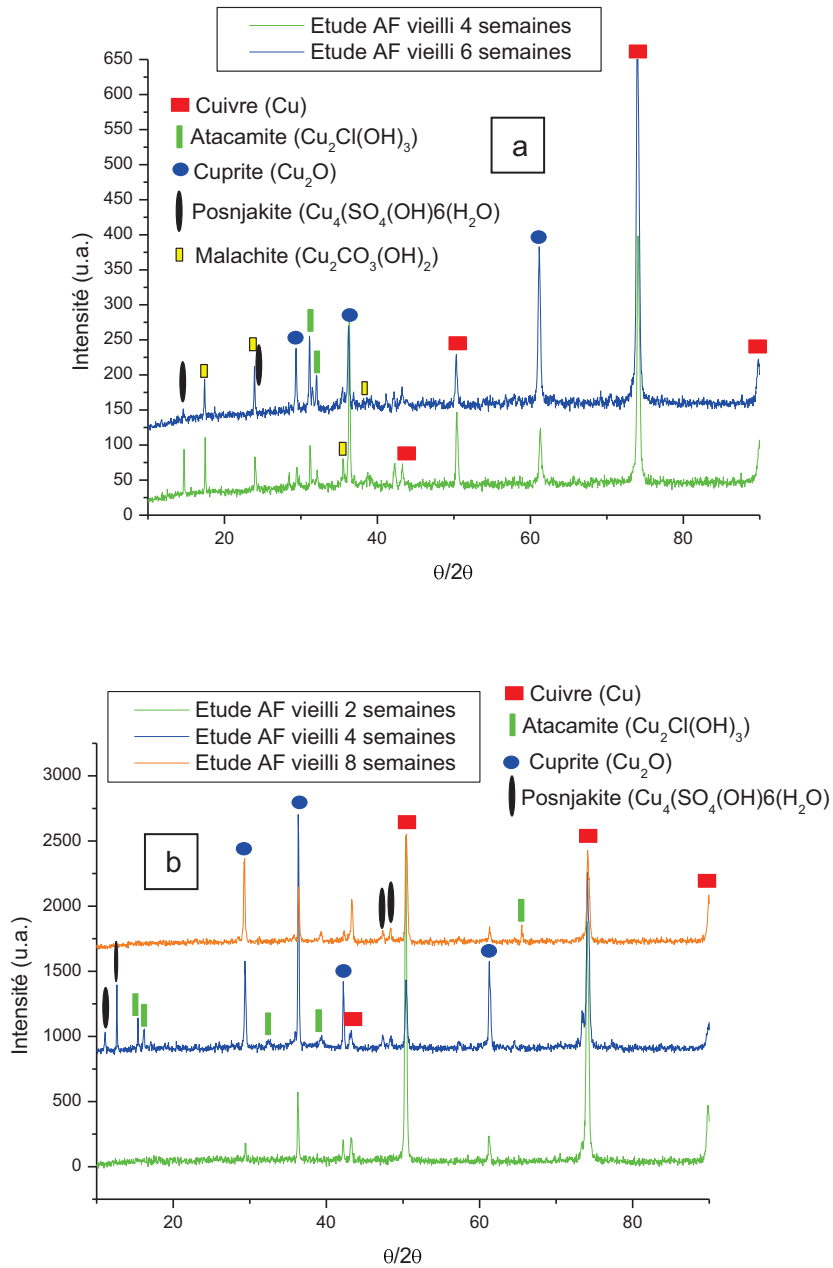 Etude AF vieilli 4 semaines
Etude AF vieilli 6 semaines
650
600
550
500
450
400
350
300
250
200
150
100
50
0
Intensité (u.a.)
Cuivre (Cu)
Atacamite (Cu2Cl(OH)3)
Cuprite (Cu2O)
Posnjakite (Cu4(SO4(OH)6(H2O)
Malachite (Cu2CO3(OH)2)
a
20 40 60 80
θ/2θ
Etude AF vieilli 2 semaines
Etude AF vieilli 4 semaines
Etude AF vieilli 8 semaines
Cuivre (Cu)
Atacamite (Cu2Cl(OH)3)
Cuprite (Cu2O)
Posnjakite (Cu4(SO4(OH)6(H2O)
3000
2500
2000
1500
1000
500
0
Intensité (u.a.)
b
20 40 60 80
θ/2θ